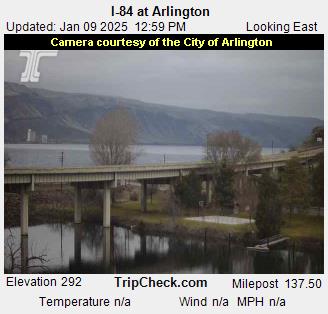 I-84 at Arlington
Updated: Jan 09 2025 12:59 PM Looking East
Camera courtesy of the City of Arlington
Elevation 292 TripCheck.com Milepost 137.50
Temperature n/a Wind n/a MPH n/a